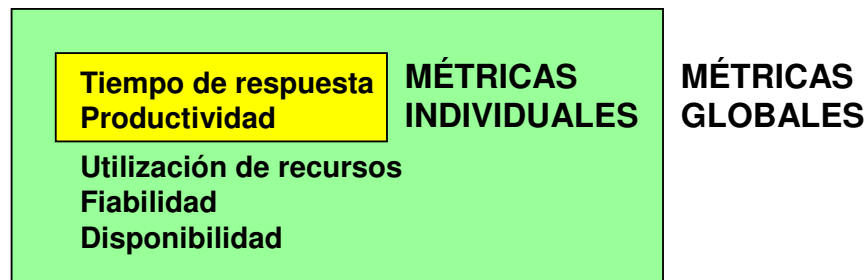 Tiempo de respuesta
Productividad
MÉTRICAS
INDIVIDUALES
MÉTRICAS
GLOBALES
Utilización de recursos
Fiabilidad
Disponibilidad